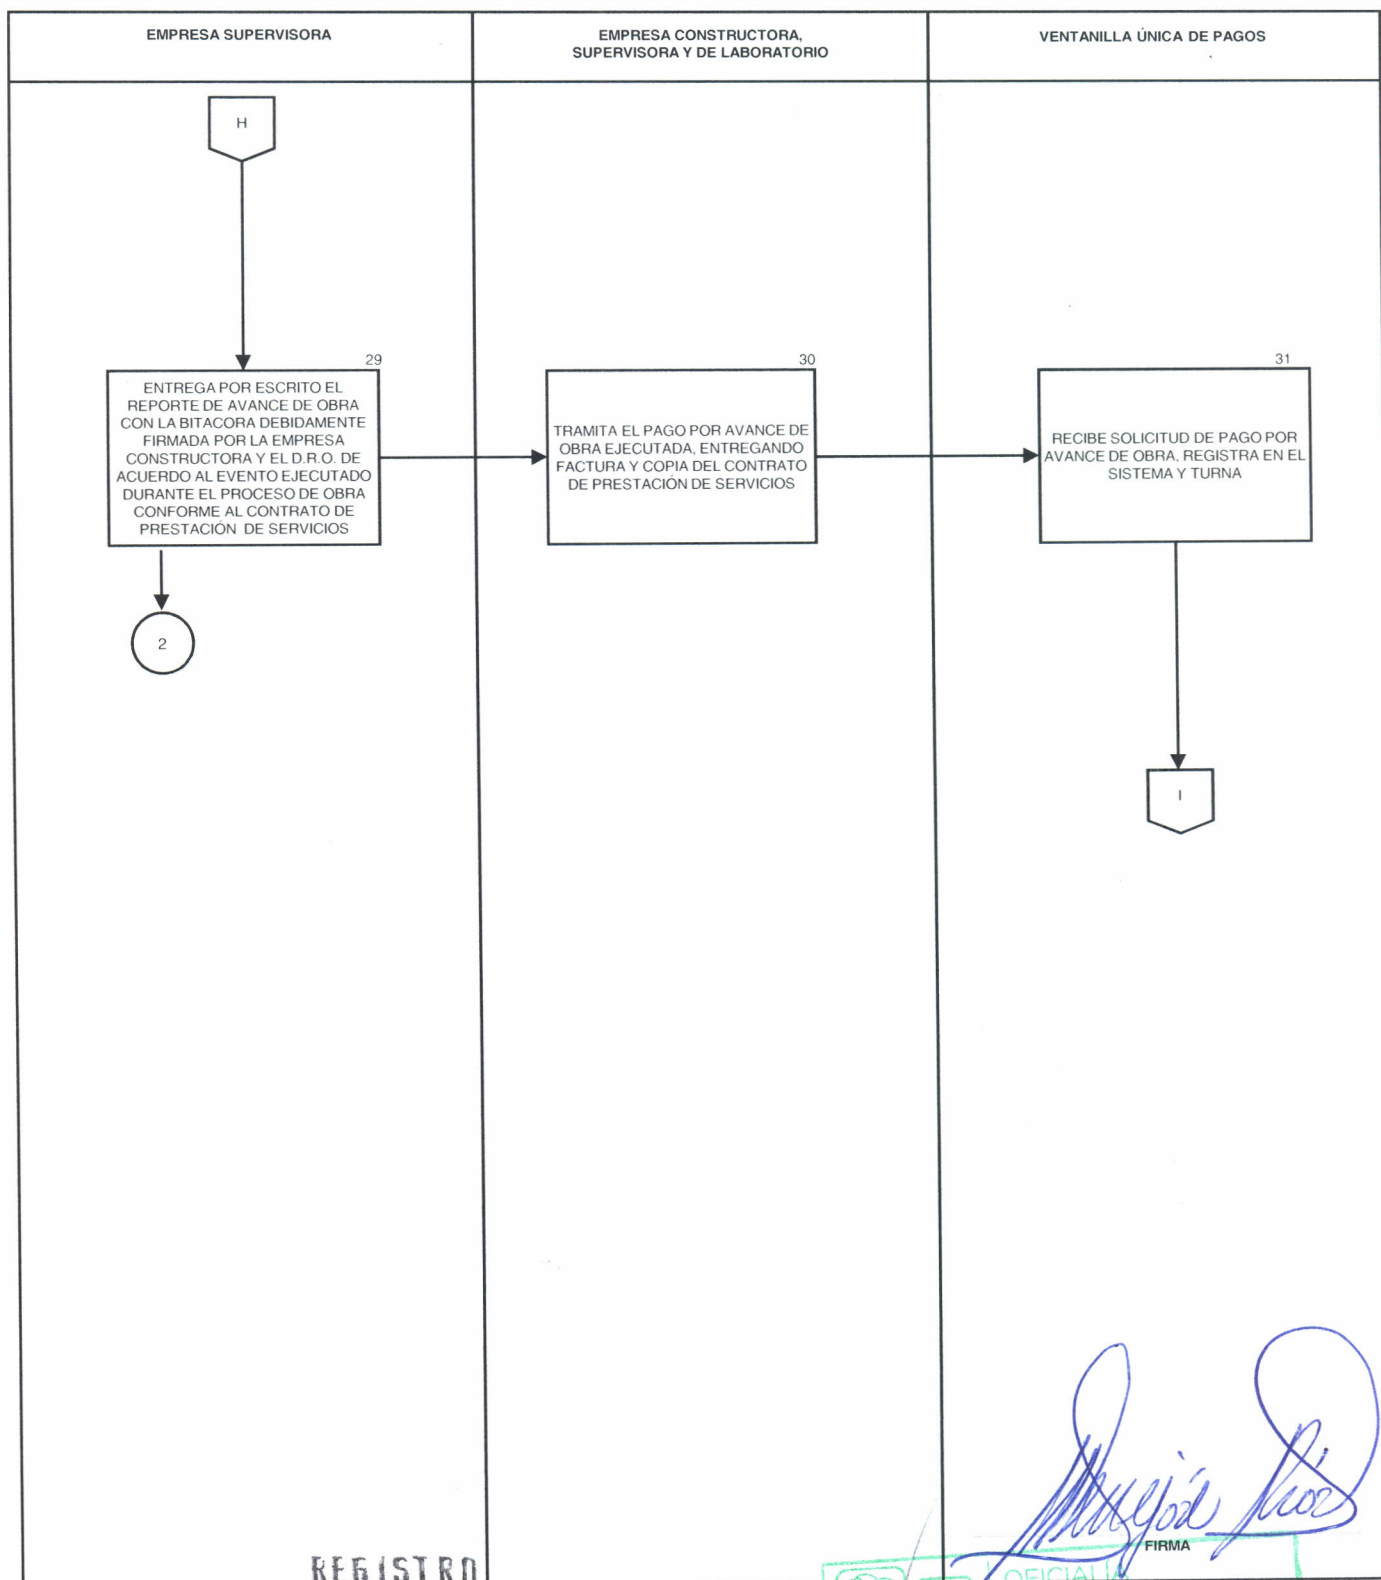 EMPRESA SUPERVISORA
EMPRESA CONSTRUCTORA,
SUPERVISORA Y DE LABORATORIO
VENTANILLA ÚNICA DE PAGOS
H
29
ENTREGA POR ESCRITO EL
REPORTE DE AVANCE DE OBRA
CON LA BITACORA DEBIDAMENTE
FIRMADA POR LA EMPRESA
CONSTRUCTORA Y EL D.R.O. DE
ACUERDO AL EVENTO EJECUTADO
DURANTE EL PROCESO DE OBRA
CONFORME AL CONTRATO DE
PRESTACIÓN DE SERVICIOS
30
TRAMITA EL PAGO POR AVANCE DE
OBRA EJECUTADA, ENTREGANDO
FACTURA Y COPIA DEL CONTRATO
DE PRESTACIÓN DE SERVICIOS
31
RECIBE SOLICITUD DE PAGO POR
AVANCE DE OBRA, REGISTRA EN EL
SISTEMA Y TURNA
2
I
FIRMA
REGISTRO
OFICIALIA